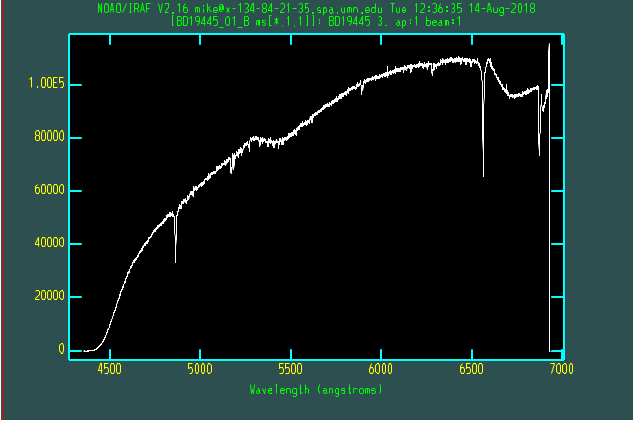 NOAO/IRAF V2.16 mike@x-134-84-21-35.spa.umn.edu Tue 12:36:35 14-Aug-2018
[BD19445_01_B ms[*,1,1]]: BD19445 3. ap:1 beam:1
1.00E5
80000
60000
40000
20000
0
4500 5000 5500 6000 6500 7000
Wavelength (angstroms)